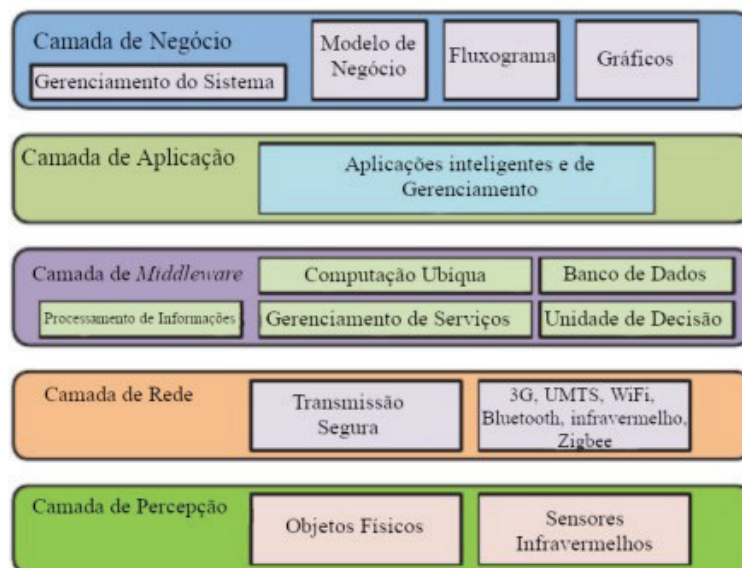 Camada de Negócio
Gerenciamento do Sistema
Modelo de
Negócio
Fluxograma
Gráficos
Camada de Aplicação
Aplicações inteligentes e de
Gerenciamento
Camada de Middleware
Computação Ubiqua
Banco de Dados
Processamento de Informações
Gerenciamento de Serviços
Unidade de Decisão
Camada de Rede
Transmissão
Segura
3G, UMTS, WiFi,
Bluetooth, infravermelho,
Zigbee
Camada de Percepção
Objetos Físicos
Sensores
Infravermelhos